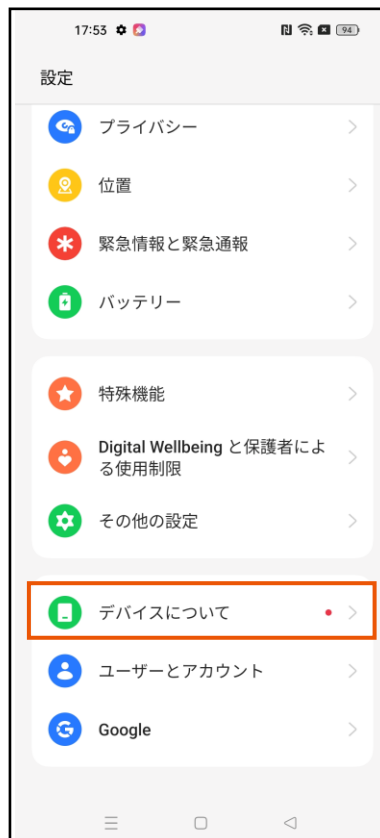 17:53
94
設定
プライバシー
位置
緊急情報と緊急通報
バッテリー
特殊機能
Digital Wellbeing と保護者によ
る使用制限
その他の設定
デバイスについて
ユーザーとアカウント
Google